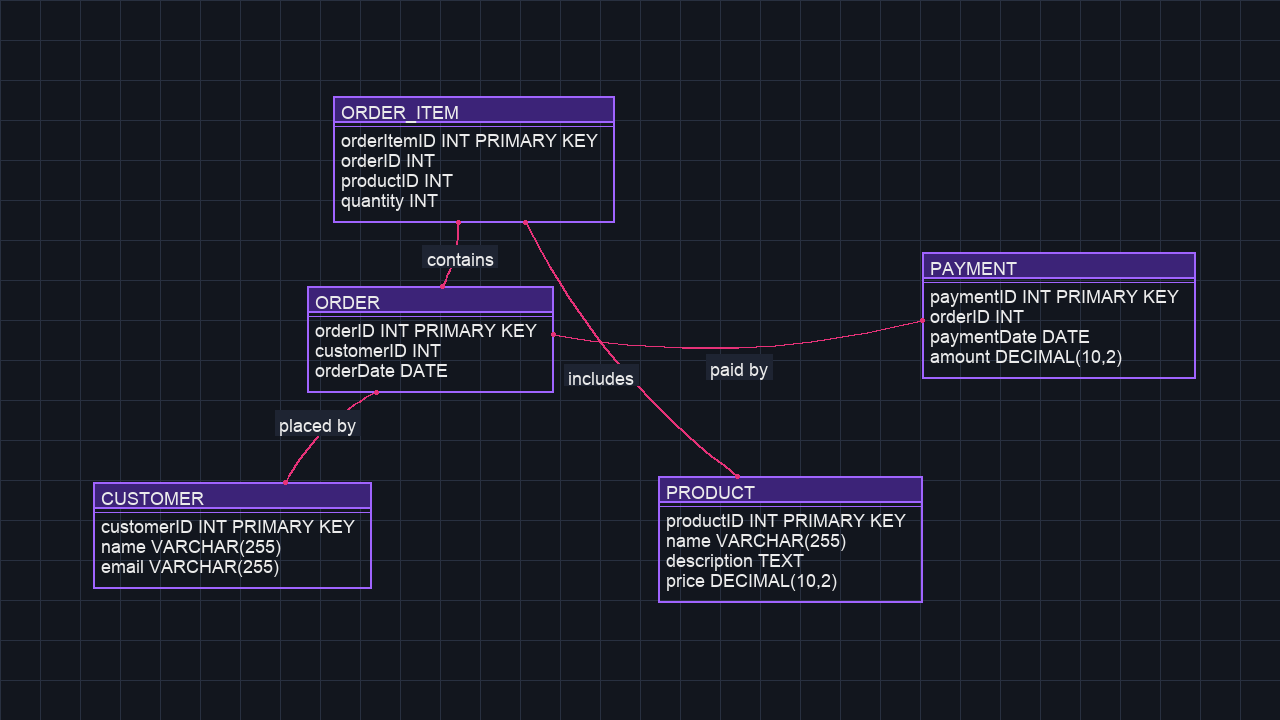 ORDER_ITEM
orderItemID INT PRIMARY KEY
orderID INT
productID INT
quantity INT
contains
ORDER
orderID INT PRIMARY KEY
customerID INT
orderDate DATE
PAYMENT
paymentID INT PRIMARY KEY
orderID INT
paymentDate DATE
amount DECIMAL(10,2)
includes
paid by
placed by
CUSTOMER
customerID INT PRIMARY KEY
name VARCHAR(255)
email VARCHAR(255)
PRODUCT
productID INT PRIMARY KEY
name VARCHAR(255)
description TEXT
price DECIMAL(10,2)